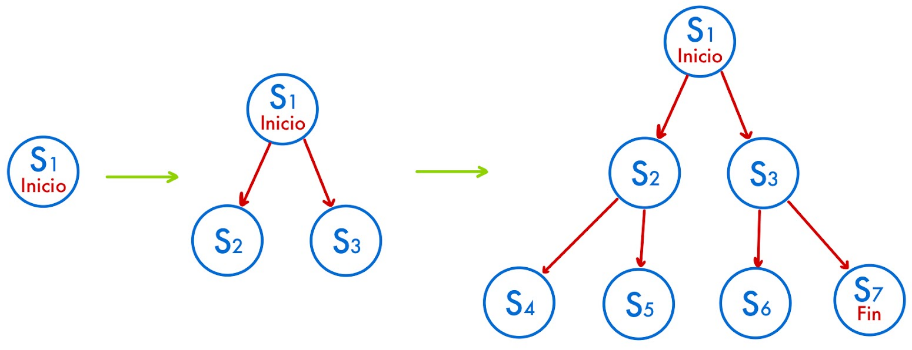 S1
Inicio
S1
Inicio
S2
S3
S1
Inicio
S2
S3
S4
S5
S6
S7
Fin